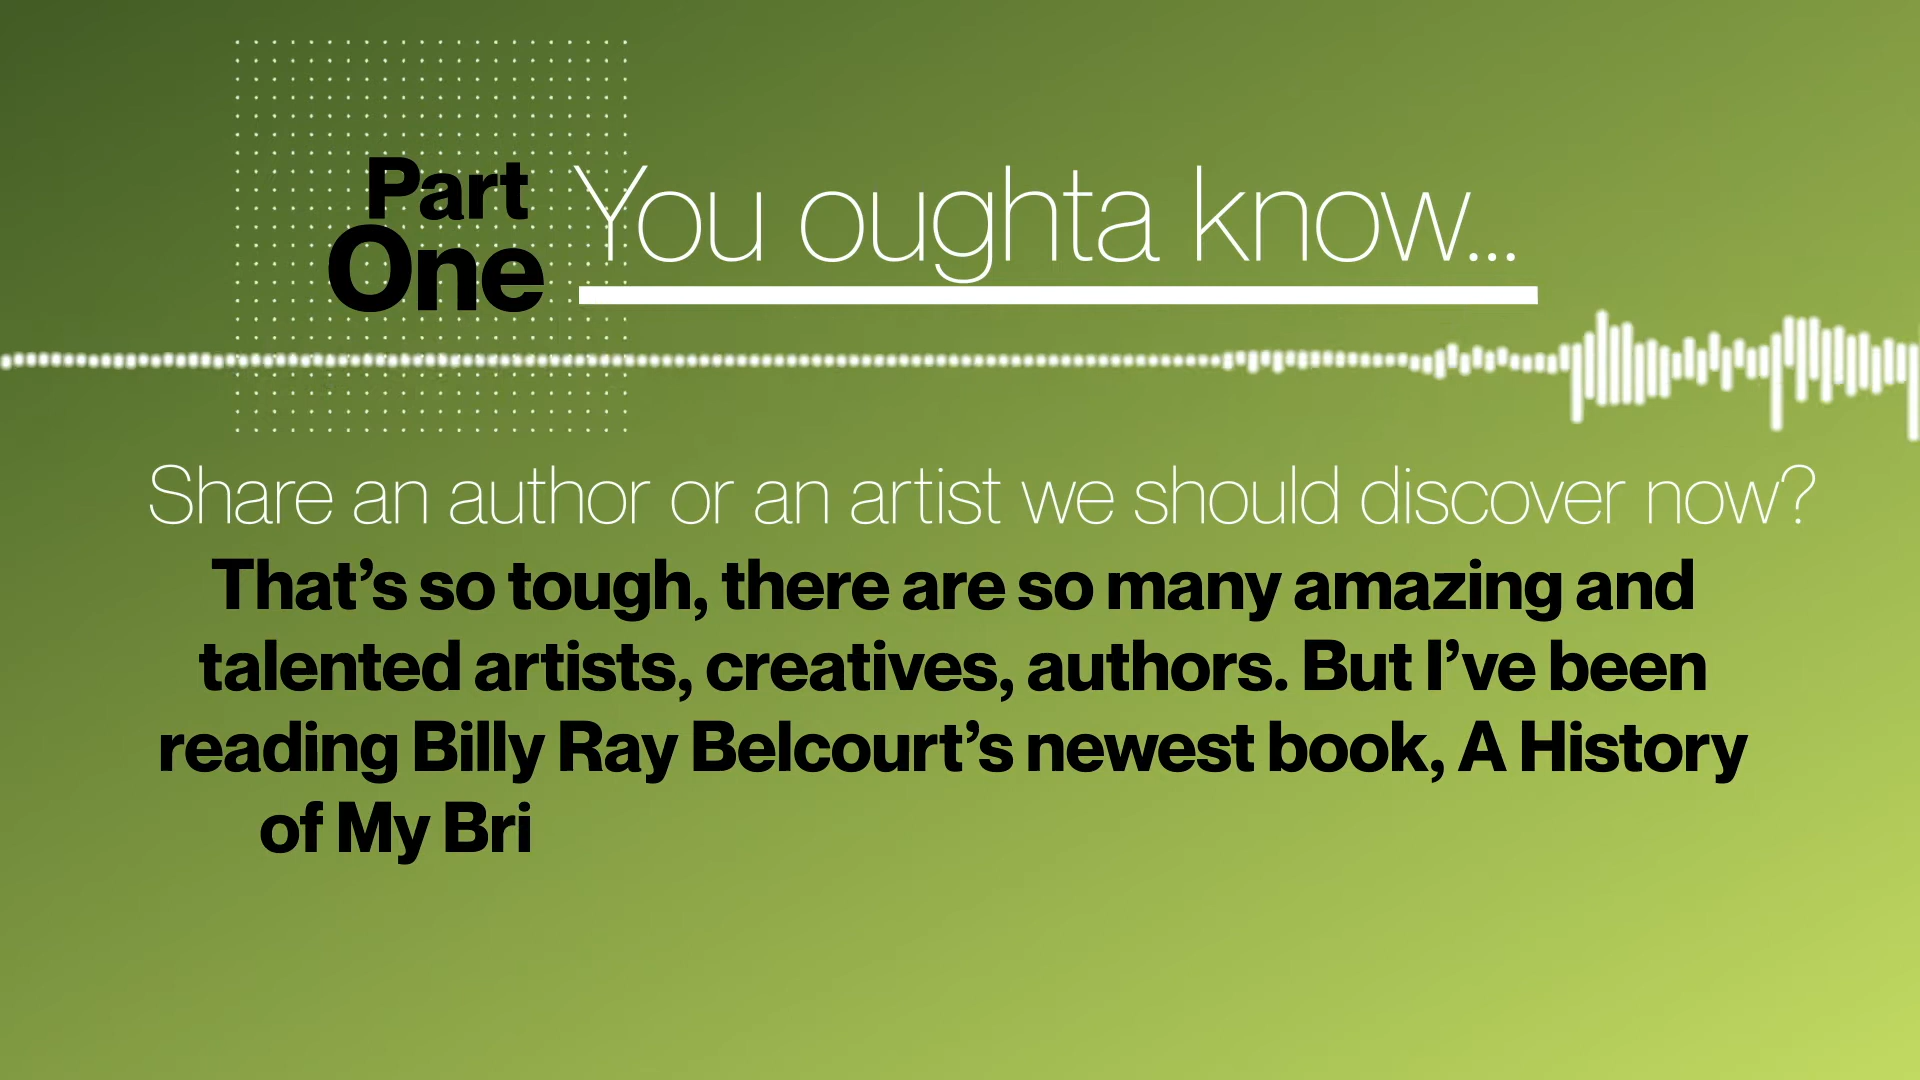 Part
One
You oughta know...
Share an author or an artist we should discover now?
That’s so tough, there are so many amazing and
talented artists, creatives, authors. But I’ve been
reading Billy Ray Belcourt’s newest book, A History
of My Bri